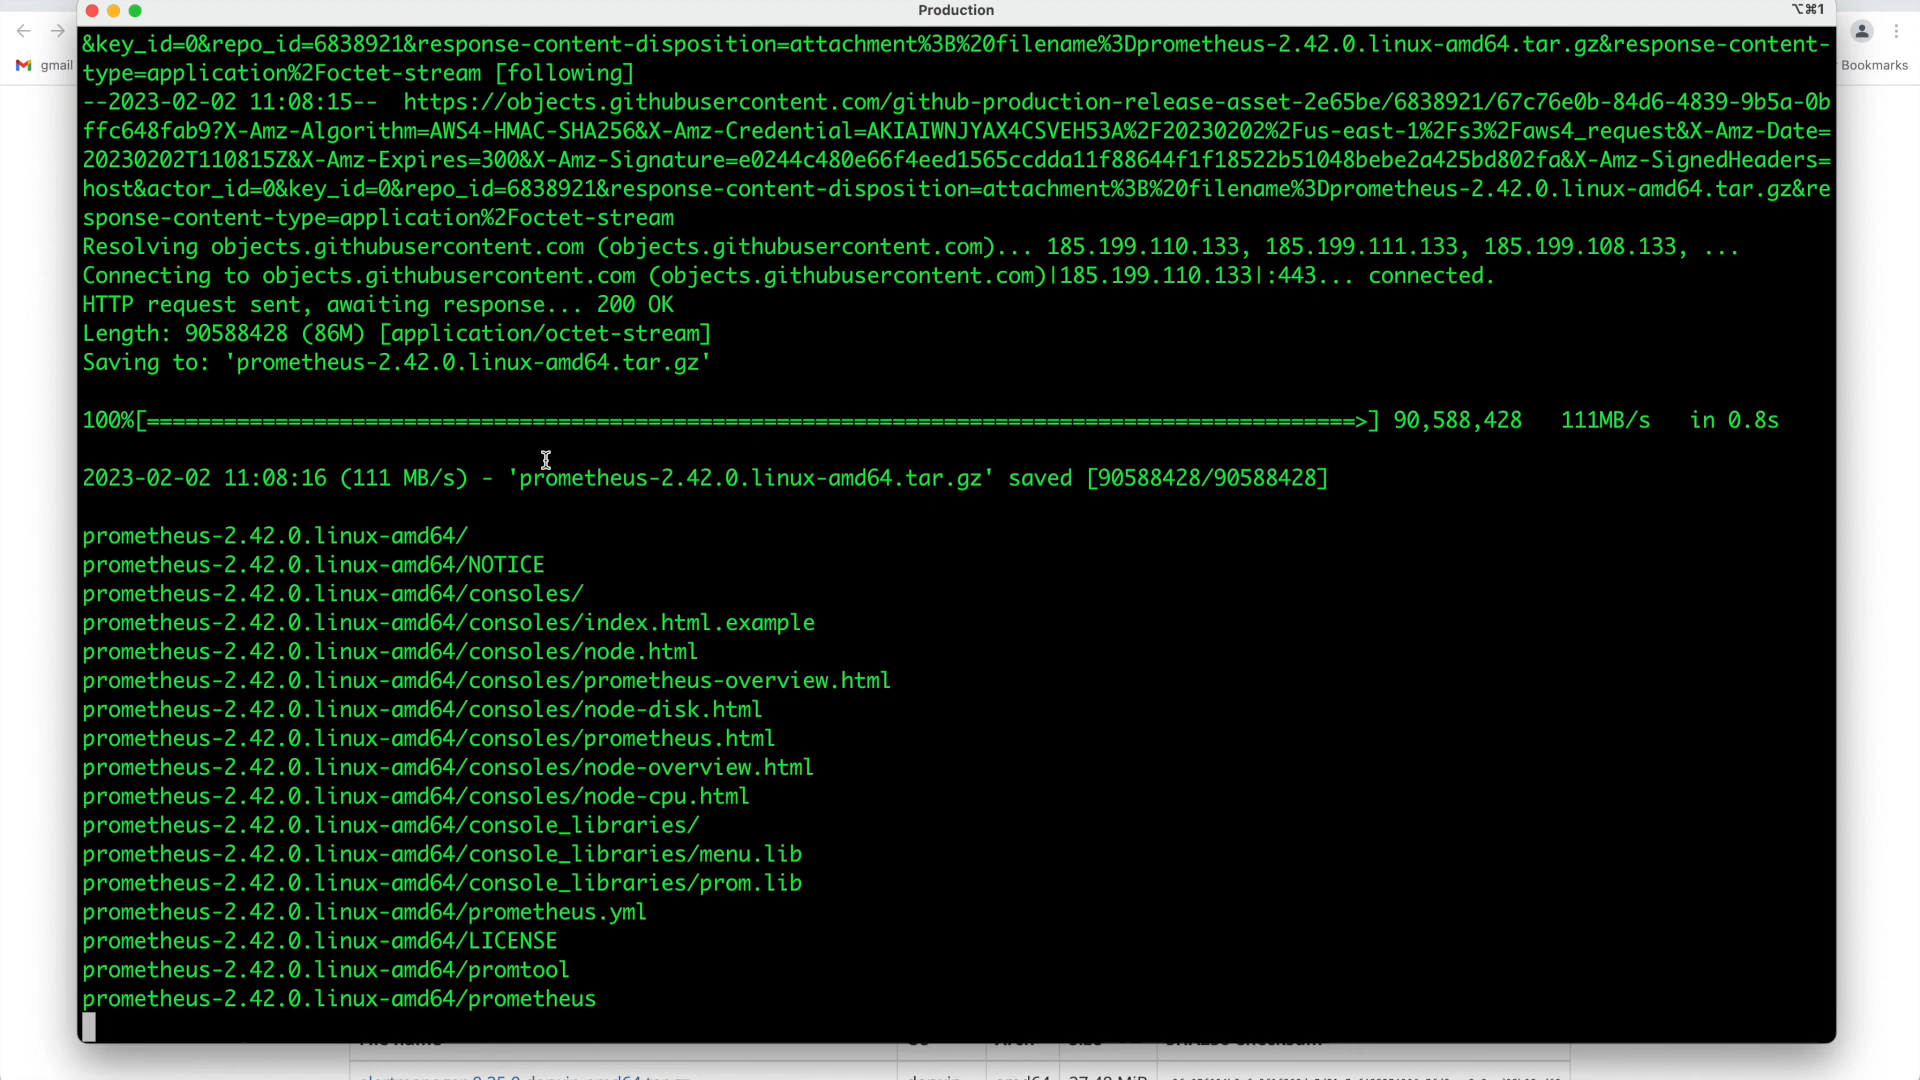 Production
⌥⌘1
gmail
Bookmarks
&key_id=0&repo_id=6838921&response-content-disposition=attachment%3B%20filename%3Dprometheus-2.42.0.linux-amd64.tar.gz&response-content-
type=application%2Foctet-stream [following]
--2023-02-02 11:08:15--  https://objects.githubusercontent.com/github-production-release-asset-2e65be/6838921/67c76e0b-84d6-4839-9b5a-0b
ffc648fab9?X-Amz-Algorithm=AWS4-HMAC-SHA256&X-Amz-Credential=AKIAIWNJYAX4CSVEH53A%2F20230202%2Fus-east-1%2Fs3%2Faws4_request&X-Amz-Date=
20230202T110815Z&X-Amz-Expires=300&X-Amz-Signature=e0244c480e66f4eed1565ccdda11f88644f1f18522b51048bebe2a425bd802fa&X-Amz-SignedHeaders=
host&actor_id=0&key_id=0&repo_id=6838921&response-content-disposition=attachment%3B%20filename%3Dprometheus-2.42.0.linux-amd64.tar.gz&re
sponse-content-type=application%2Foctet-stream
Resolving objects.githubusercontent.com (objects.githubusercontent.com)... 185.199.110.133, 185.199.111.133, 185.199.108.133, ...
Connecting to objects.githubusercontent.com (objects.githubusercontent.com)|185.199.110.133|:443... connected.
HTTP request sent, awaiting response... 200 OK
Length: 90588428 (86M) [application/octet-stream]
Saving to: 'prometheus-2.42.0.linux-amd64.tar.gz'
100%[==============================================================================================>] 90,588,428   111MB/s   in 0.8s
2023-02-02 11:08:16 (111 MB/s) - 'prometheus-2.42.0.linux-amd64.tar.gz' saved [90588428/90588428]
prometheus-2.42.0.linux-amd64/
prometheus-2.42.0.linux-amd64/NOTICE
prometheus-2.42.0.linux-amd64/consoles/
prometheus-2.42.0.linux-amd64/consoles/index.html.example
prometheus-2.42.0.linux-amd64/consoles/node.html
prometheus-2.42.0.linux-amd64/consoles/prometheus-overview.html
prometheus-2.42.0.linux-amd64/consoles/node-disk.html
prometheus-2.42.0.linux-amd64/consoles/prometheus.html
prometheus-2.42.0.linux-amd64/consoles/node-overview.html
prometheus-2.42.0.linux-amd64/consoles/node-cpu.html
prometheus-2.42.0.linux-amd64/console_libraries/
prometheus-2.42.0.linux-amd64/console_libraries/menu.lib
prometheus-2.42.0.linux-amd64/console_libraries/prom.lib
prometheus-2.42.0.linux-amd64/prometheus.yml
prometheus-2.42.0.linux-amd64/LICENSE
prometheus-2.42.0.linux-amd64/promtool
prometheus-2.42.0.linux-amd64/prometheus